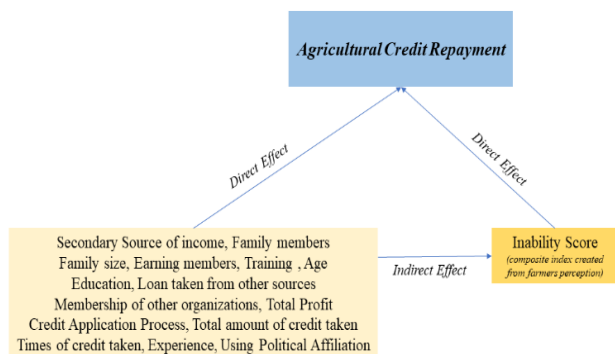 Agricultural Credit Repayment
Direct Effect
Direct Effect
Secondary Source of income, Family members
Family size, Earning members, Training , Age
Education, Loan taken from other sources
Membership of other organizations, Total Profit
Credit Application Process, Total amount of credit taken
Times of credit taken, Experience, Using Political Affiliation
Indirect Effect
Inability Score
(composite index created
from farmers perception)